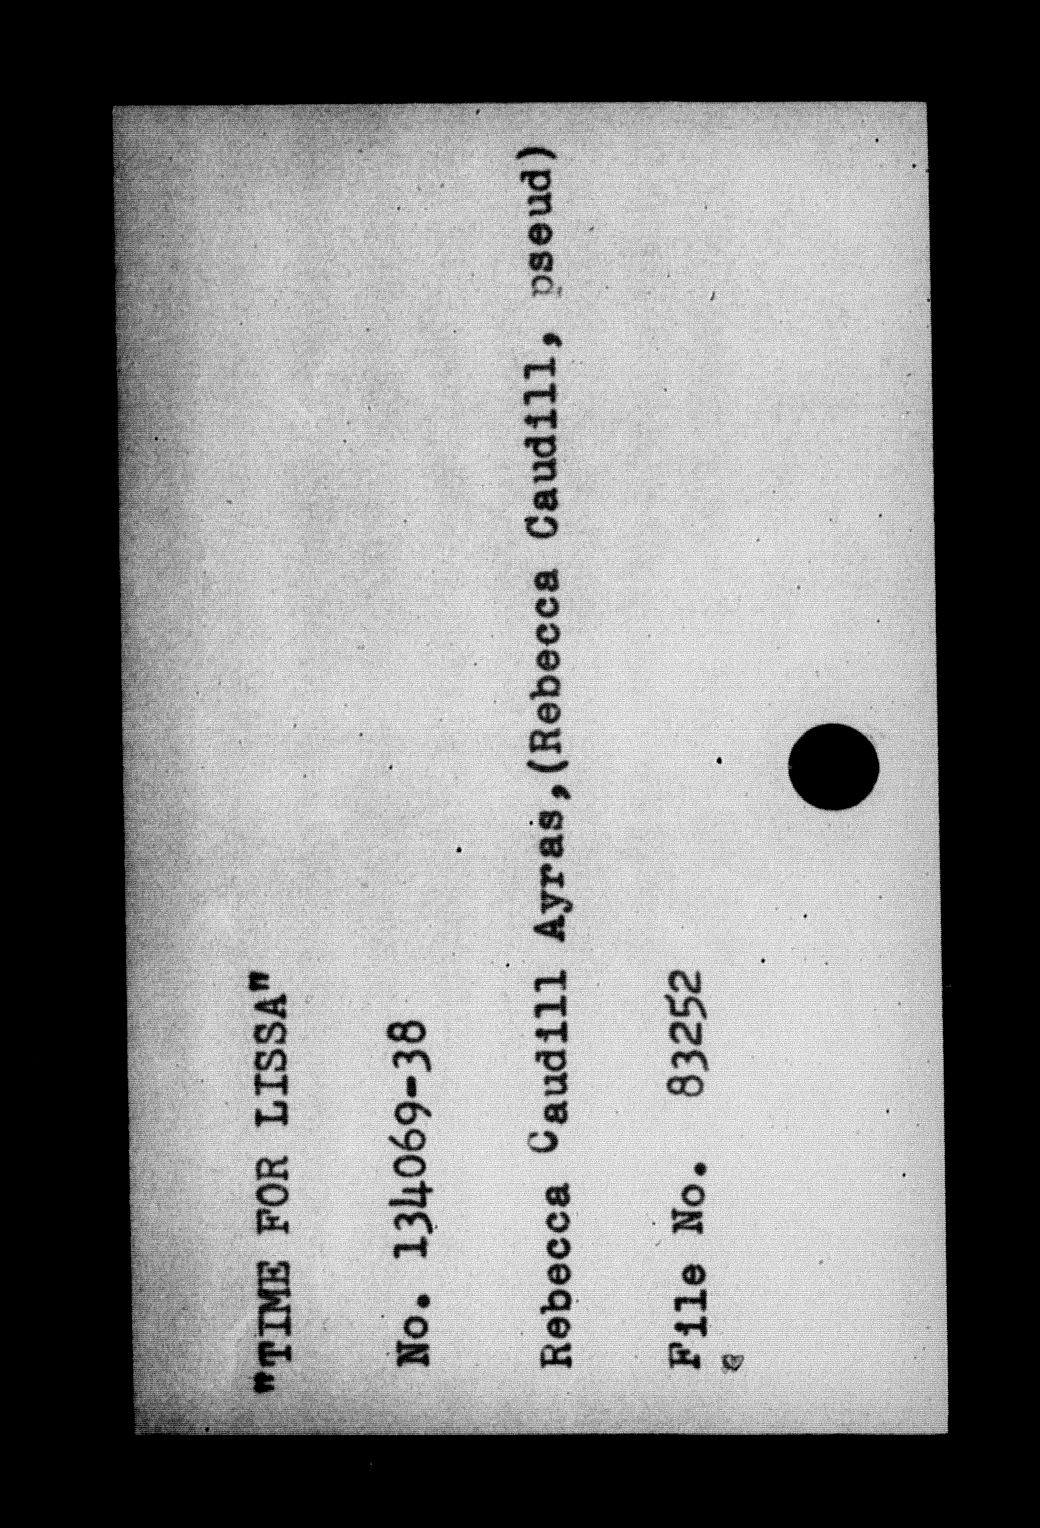 "TIME FOR LISSA"
No. 134069-38
Rebecca Caudill Ayras,(Rebecca Caudill, pseud)
File No. 83252